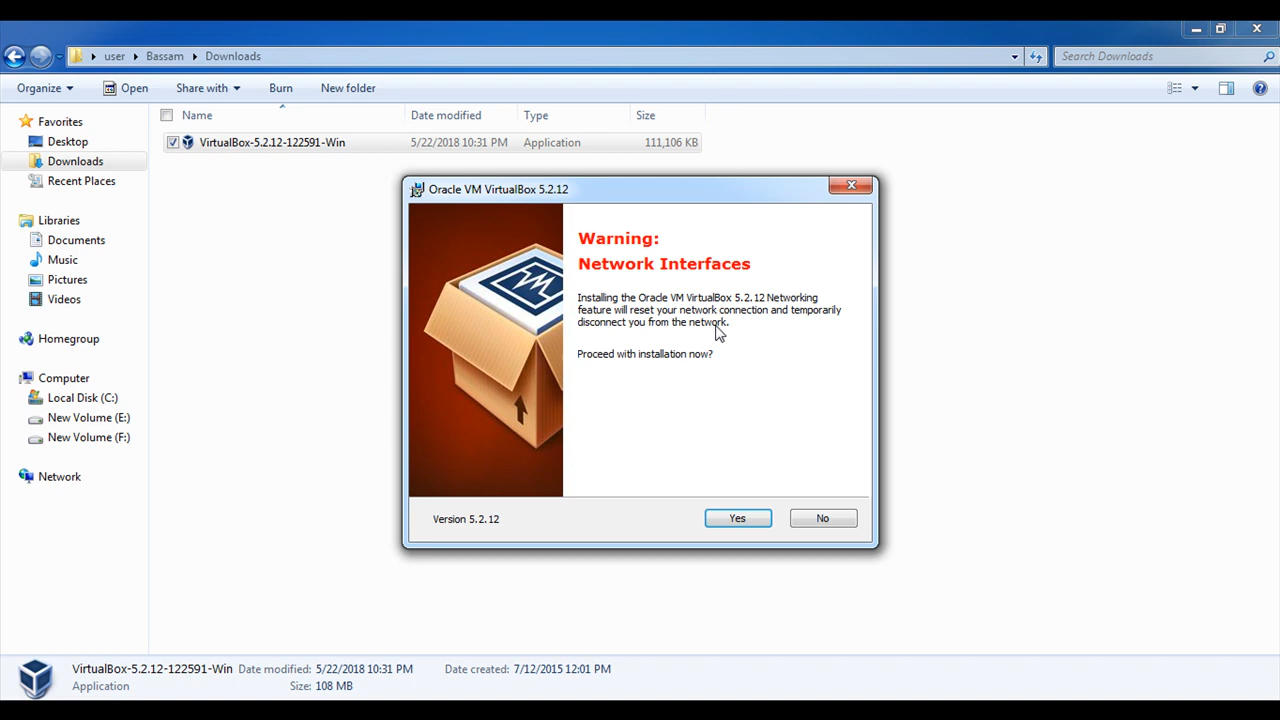 user Bassam Downloads
Search Downloads
Organize Open Share with Burn New folder
Name Date modified Type Size
VirtualBox-5.2.12-122591-Win 5/22/2018 10:31 PM Application 111,106 KB
Favorites
Desktop
Downloads
Recent Places
Libraries
Documents
Music
Pictures
Videos
Homegroup
Computer
Local Disk (C:)
New Volume (E:)
New Volume (F:)
Network
Oracle VM VirtualBox 5.2.12
Warning:
Network Interfaces
Installing the Oracle VM VirtualBox 5.2.12 Networking
feature will reset your network connection and temporarily
disconnect you from the network.
Proceed with installation now?
Version 5.2.12 Yes No
VirtualBox-5.2.12-122591-Win Date modified: 5/22/2018 10:31 PM Date created: 7/12/2015 12:01 PM
Application Size: 108 MB